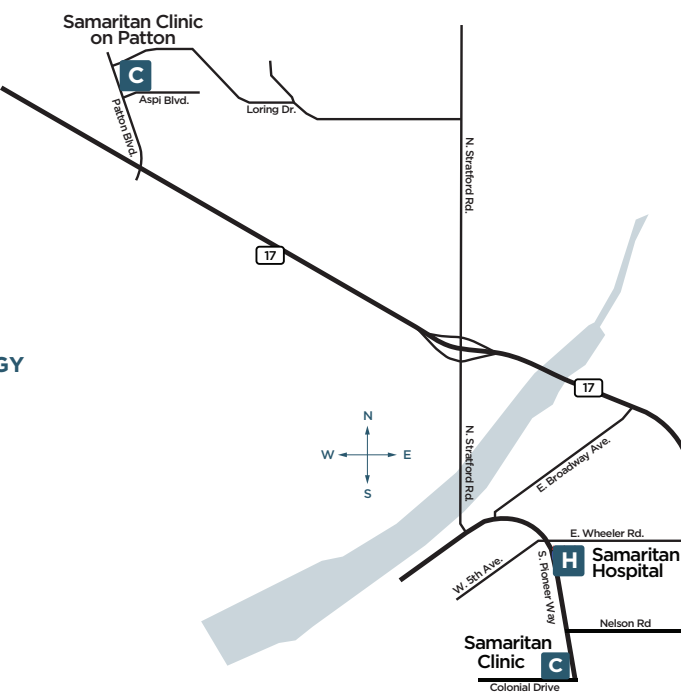 Samaritan Clinic
on Patton
C
Aspi Blvd.
Patton Blvd.
Loring Dr.
N. Stratford Rd.
17
GY
17
N
W
E
S
N. Stratford Rd.
E. Broadway Ave.
E. Wheeler Rd.
H
Samaritan
Hospital
W. 5th Ave.
S. Pioneer Way
Nelson Rd
Samaritan
Clinic
C
Colonial Drive